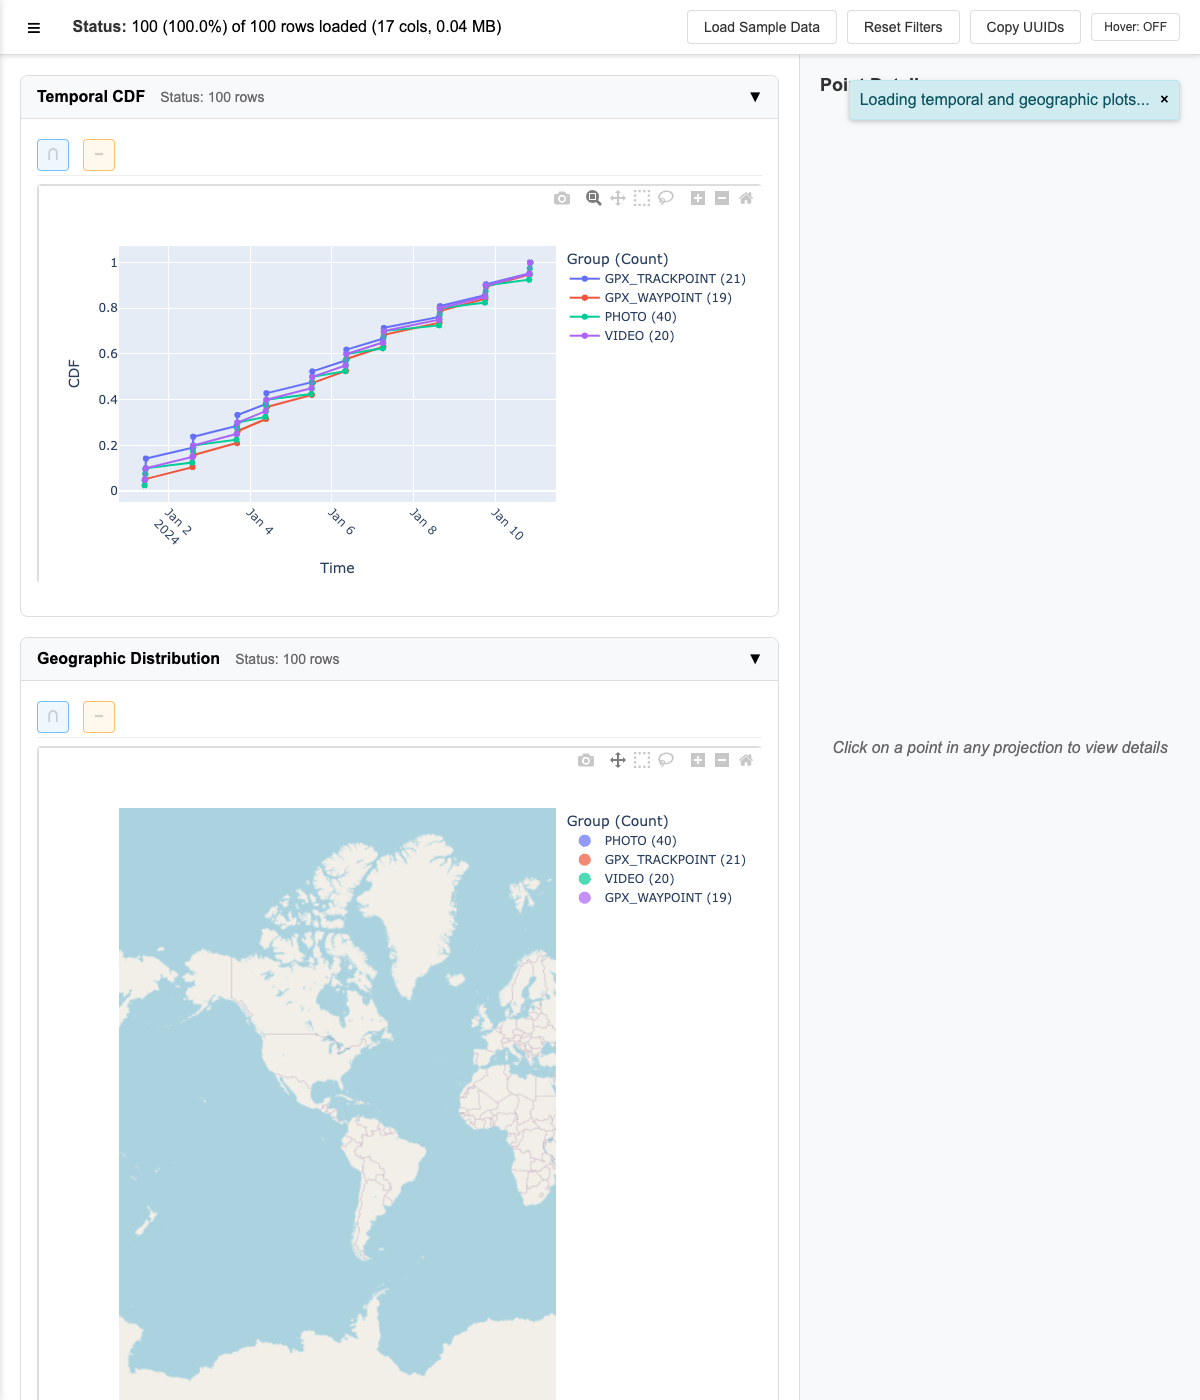 ≡ Status: 100 (100.0%) of 100 rows loaded (17 cols, 0.04 MB) Load Sample Data Reset Filters Copy UUIDs Hover: OFF
Temporal CDF Status: 100 rows ▼
Loading temporal and geographic plots... ×
∩ −
Group (Count)
GPX_TRACKPOINT (21)
GPX_WAYPOINT (19)
PHOTO (40)
VIDEO (20)
CDF
1
0.8
0.6
0.4
0.2
0
Jan 2
2024
Jan 4
Jan 6
Jan 8
Jan 10
Time
Geographic Distribution Status: 100 rows ▼
∩ −
Click on a point in any projection to view details
Group (Count)
PHOTO (40)
GPX_TRACKPOINT (21)
VIDEO (20)
GPX_WAYPOINT (19)